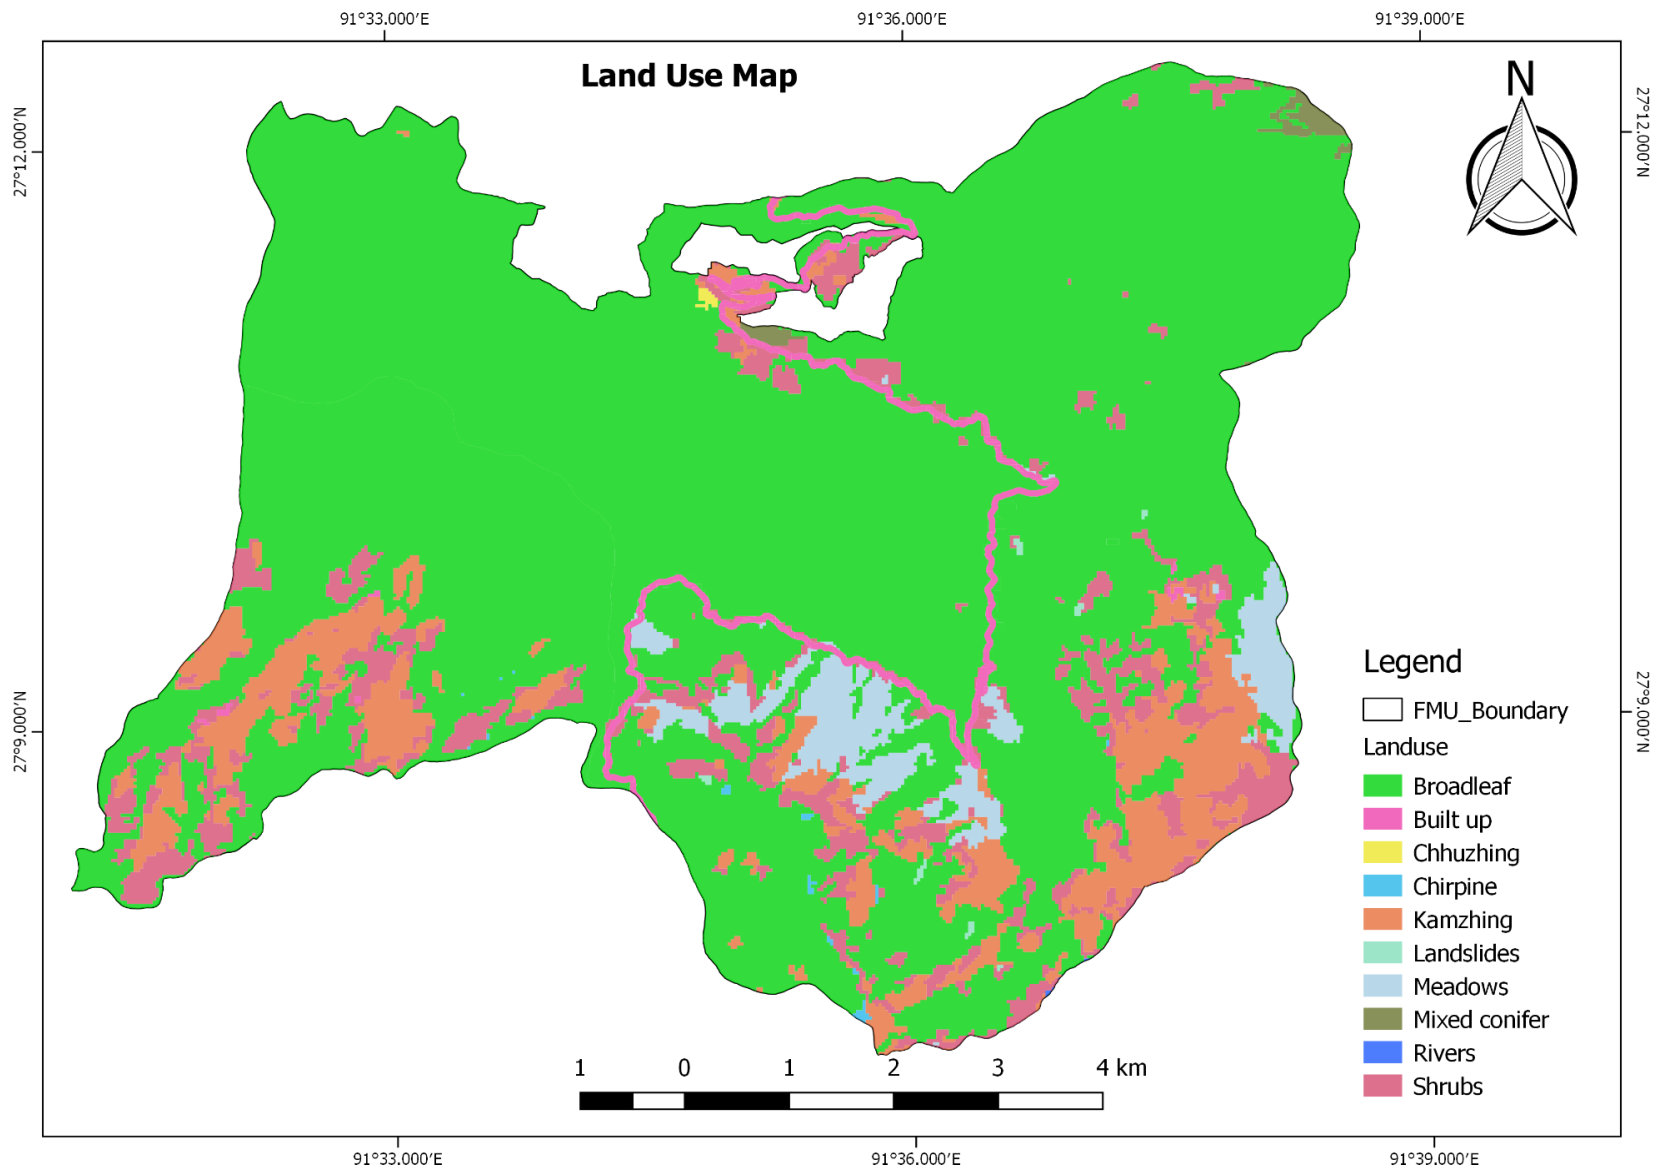 91°33.000′E 91°36.000′E 91°39.000′E
Land Use Map
N
27°12.000′N 27°12.000′N
27°9.000′N 27°9.000′N
Legend
FMU_Boundary
Landuse
Broadleaf
Built up
Chhuzhing
Chirpine
Kamzhing
Landslides
Meadows
Mixed conifer
Rivers
Shrubs
1 0 1 2 3 4 km
91°33.000′E 91°36.000′E 91°39.000′E